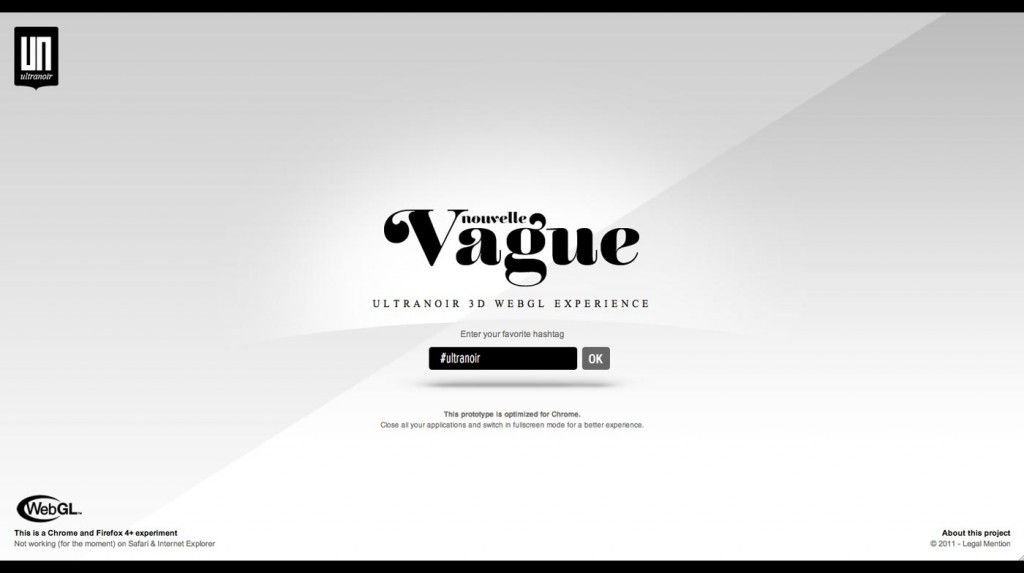 UN
ultranoir
nouvelle
Vague
ULTRANOIR 3D WEBGL EXPERIENCE
Enter your favorite hashtag
#ultranoir
OK
This prototype is optimized for Chrome.
Close all your applications and switch in fullscreen mode for a better experience.
WebGL™
This is a Chrome and Firefox 4+ experiment
Not working (for the moment) on Safari & Internet Explorer
About this project
© 2011 - Legal Mention